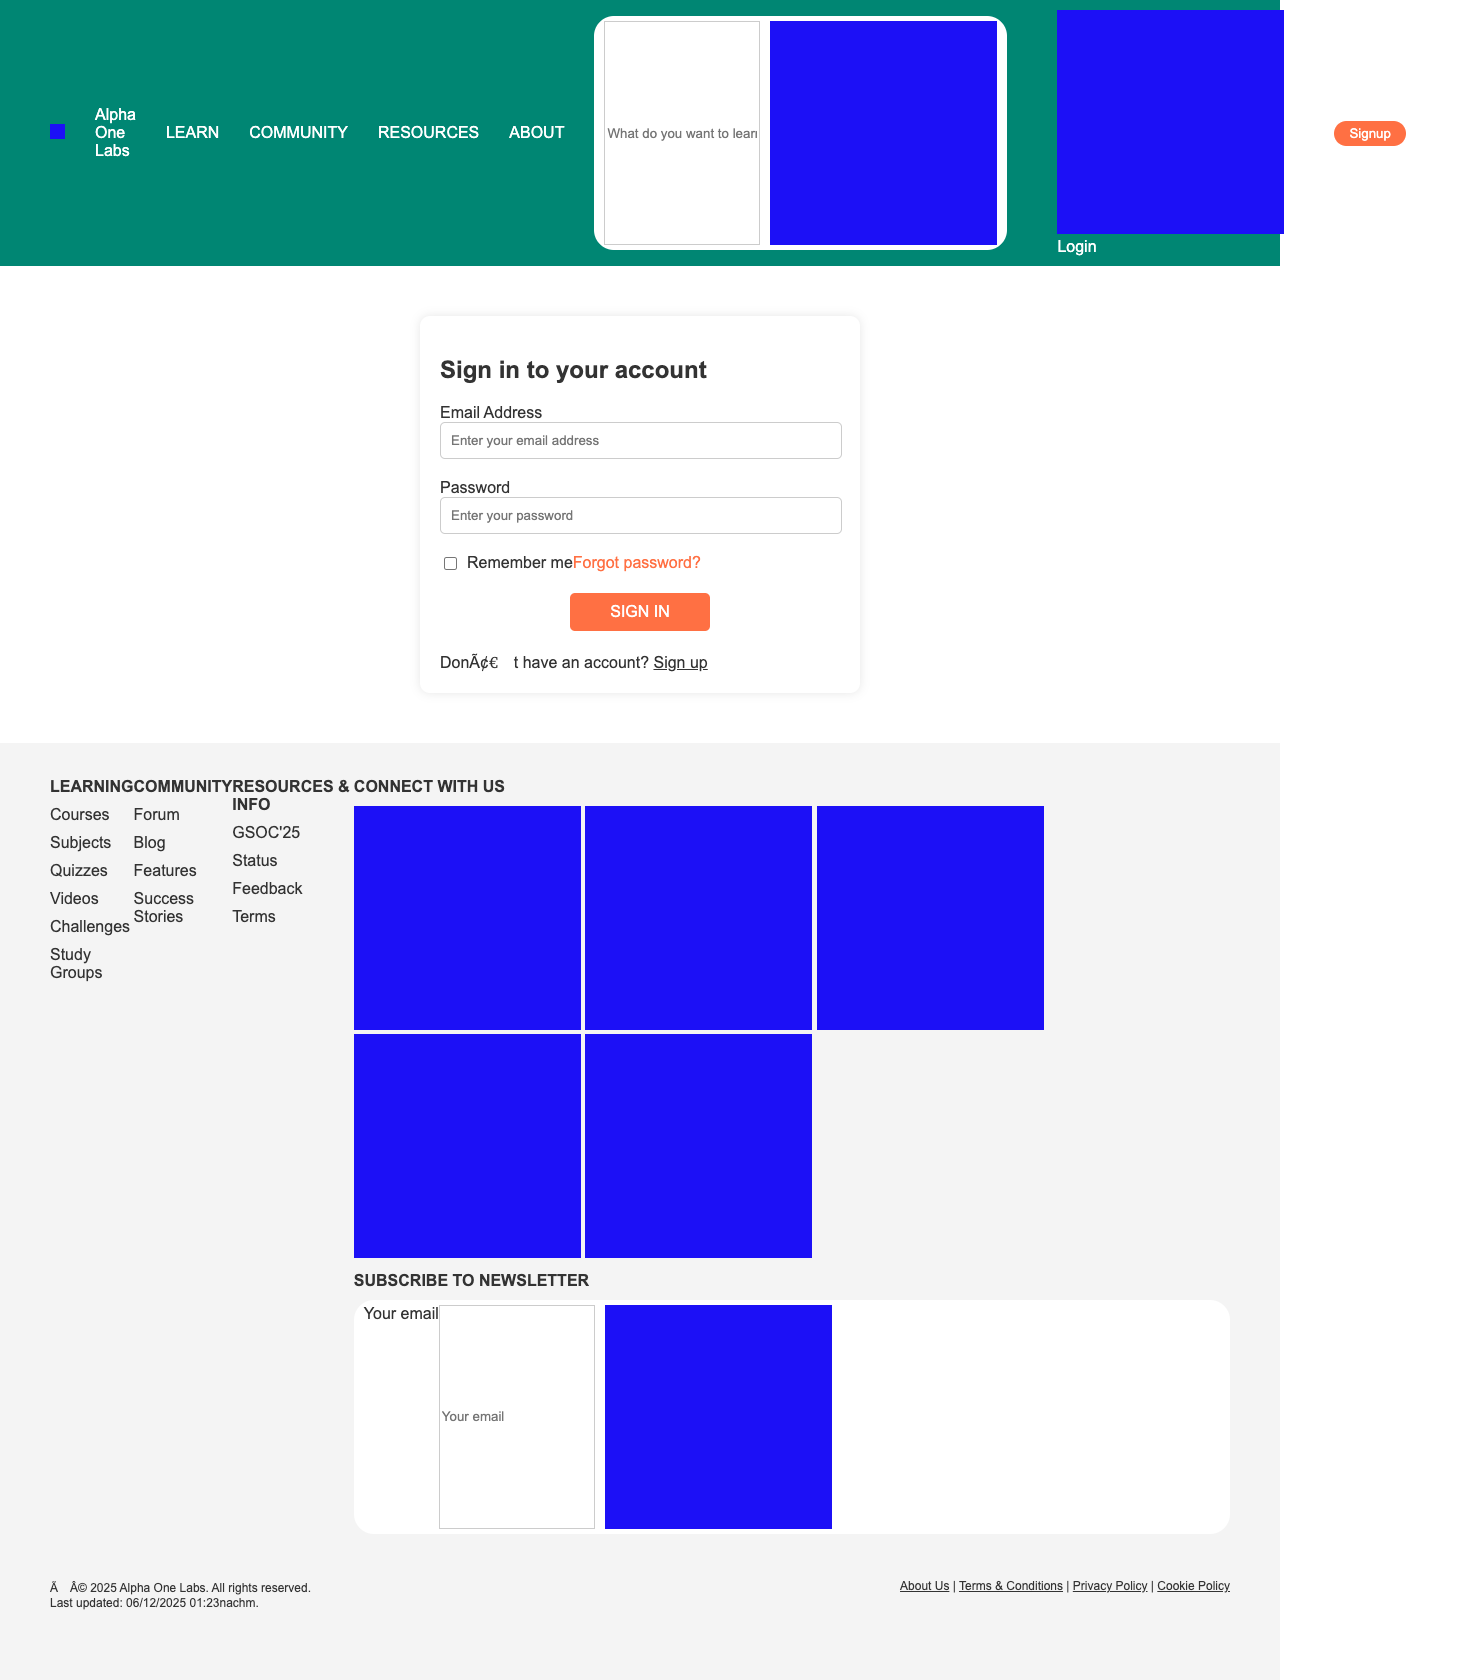 Alpha
One
Labs
LEARN
COMMUNITY
RESOURCES
ABOUT
What do you want to learn
Login
Signup
Sign in to your account
Email Address
Enter your email address
Password
Enter your password
Remember meForgot password?
SIGN IN
DonÃ¢€ t have an account? Sign up
LEARNING
Courses
Subjects
Quizzes
Videos
Challenges
Study
Groups
COMMUNITY
Forum
Blog
Features
Success
Stories
RESOURCES &
INFO
GSOC'25
Status
Feedback
Terms
CONNECT WITH US
SUBSCRIBE TO NEWSLETTER
Your email
Your email
Ã Â© 2025 Alpha One Labs. All rights reserved.
Last updated: 06/12/2025 01:23nachm.
About Us | Terms & Conditions | Privacy Policy | Cookie Policy